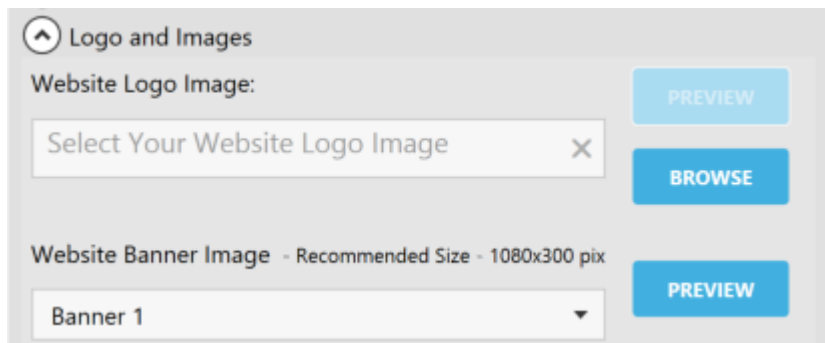 Logo and Images
Website Logo Image:
PREVIEW
Select Your Website Logo Image
BROWSE
Website Banner Image - Recommended Size - 1080x300 pix
PREVIEW
Banner 1